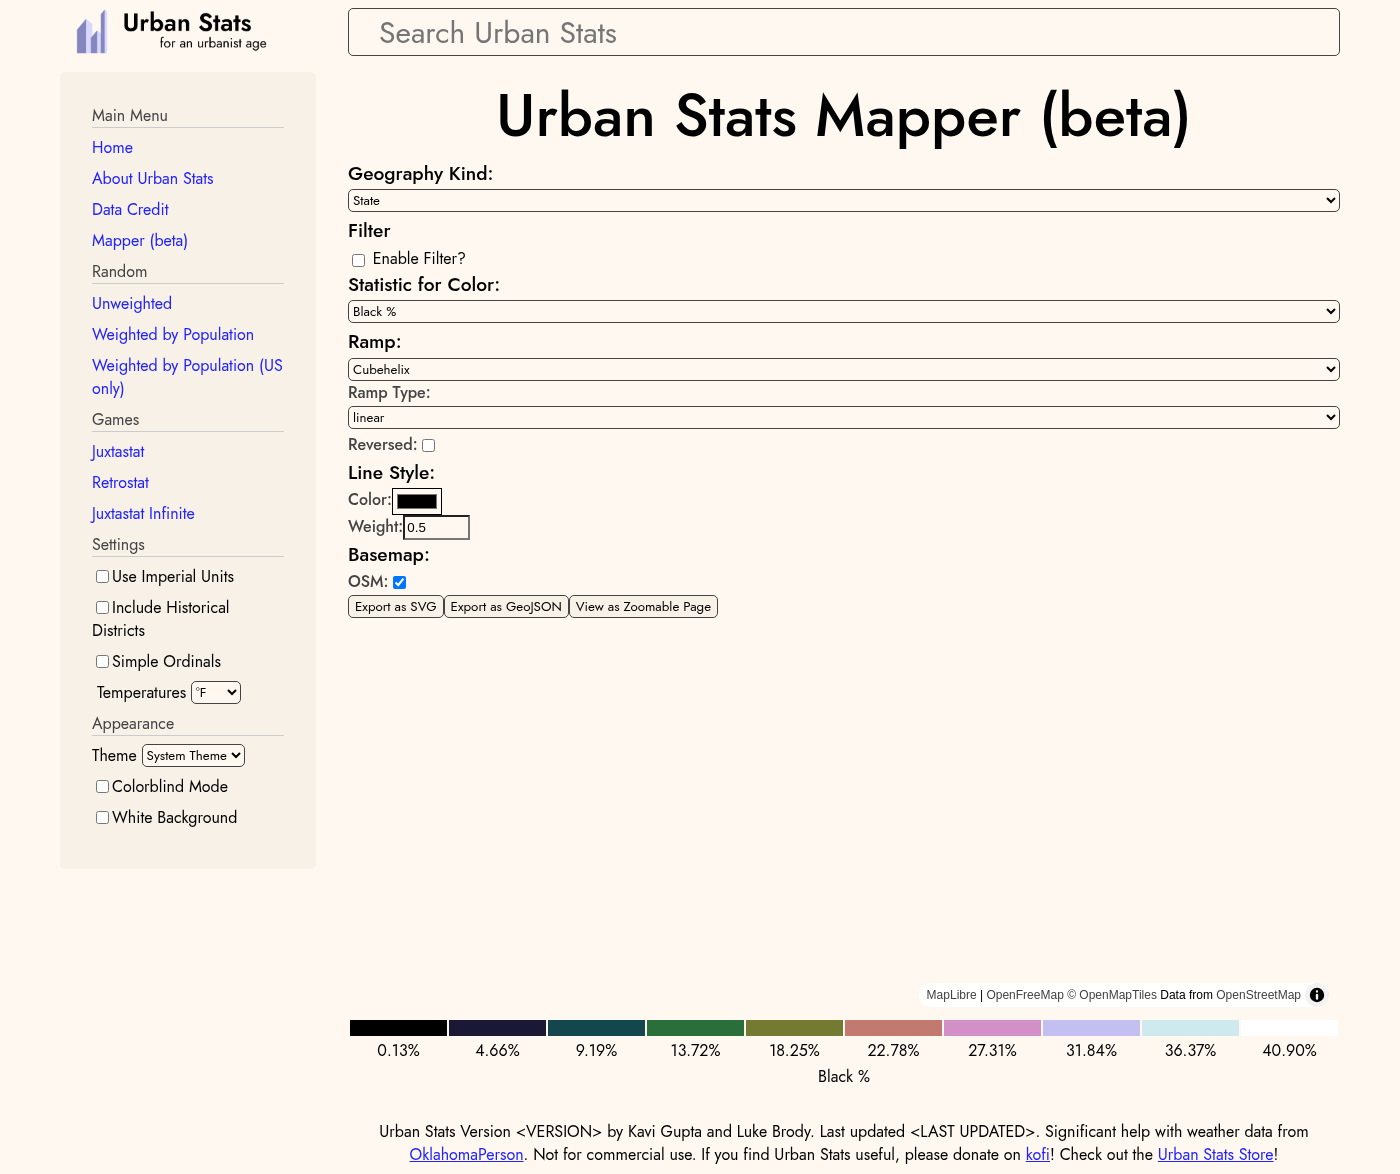 Urban Stats
for an urbanist age
Search Urban Stats
Main Menu
Home
About Urban Stats
Data Credit
Mapper (beta)
Random
Unweighted
Weighted by Population
Weighted by Population (US
only)
Games
Juxtastat
Retrostat
Juxtastat Infinite
Settings
Use Imperial Units
Include Historical
Districts
Simple Ordinals
Temperatures °F
Appearance
Theme System Theme
Colorblind Mode
White Background
Urban Stats Mapper (beta)
Geography Kind:
State
Filter
Enable Filter?
Statistic for Color:
Black %
Ramp:
Cubehelix
Ramp Type:
linear
Reversed:
Line Style:
Color:
Weight: 0.5
Basemap:
OSM:
Export as SVG Export as GeoJSON View as Zoomable Page
MapLibre | OpenFreeMap © OpenMapTiles Data from OpenStreetMap
0.13% 4.66% 9.19% 13.72% 18.25% 22.78% 27.31% 31.84% 36.37% 40.90%
Black %
Urban Stats Version <VERSION> by Kavi Gupta and Luke Brody. Last updated <LAST UPDATED>. Significant help with weather data from
OklahomaPerson. Not for commercial use. If you find Urban Stats useful, please donate on kofi! Check out the Urban Stats Store!